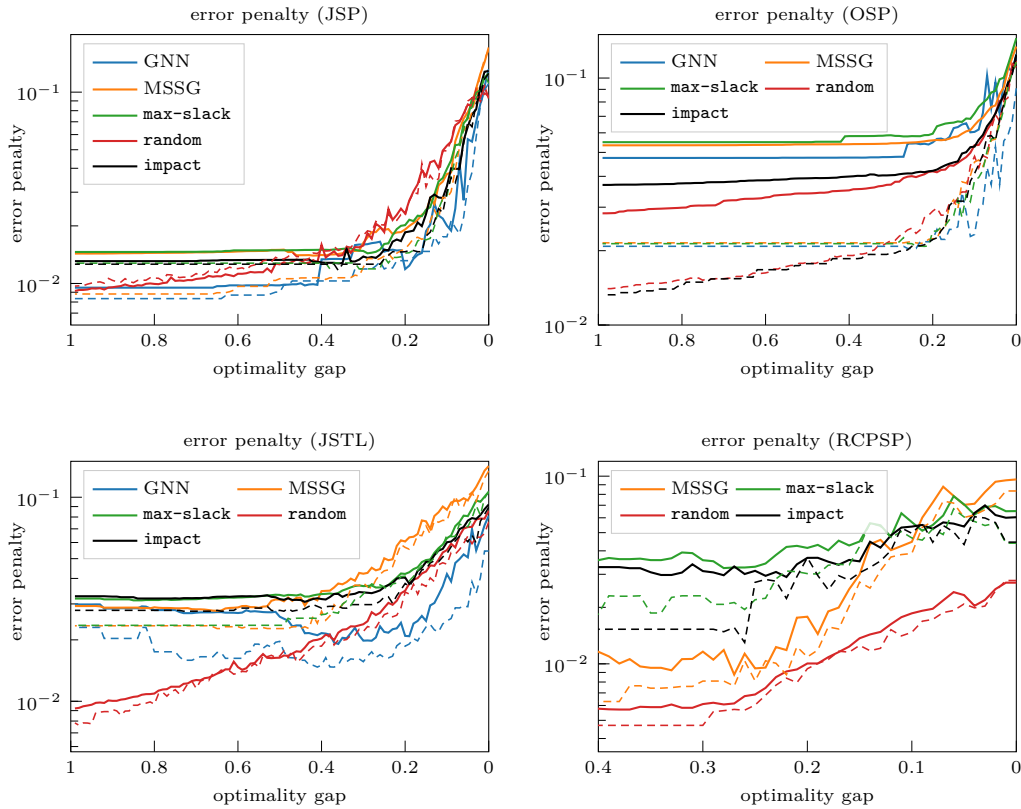 error penalty (JSP)
error penalty
10⁻¹
10⁻²
GNN
MSSG
max-slack
random
impact
1 0.8 0.6 0.4 0.2 0
optimality gap
error penalty (OSP)
error penalty
10⁻¹
10⁻²
GNN MSSG
max-slack random
impact
1 0.8 0.6 0.4 0.2 0
optimality gap
error penalty (JSTL)
error penalty
10⁻¹
10⁻²
GNN MSSG
max-slack random
impact
1 0.8 0.6 0.4 0.2 0
optimality gap
error penalty (RCPSP)
error penalty
10⁻¹
10⁻²
MSSG max-slack
random impact
0.4 0.3 0.2 0.1 0
optimality gap